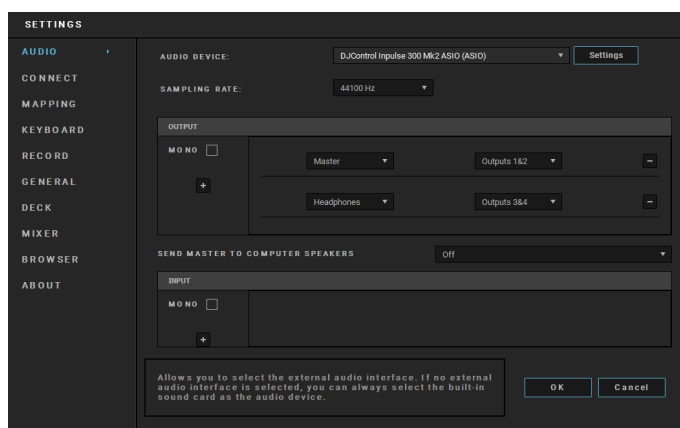 SETTINGS
AUDIO
CONNECT
MAPPING
KEYBOARD
RECORD
GENERAL
DECK
MIXER
BROWSER
ABOUT
AUDIO DEVICE: DJControl Inpulse 300 Mk2 ASIO (ASIO) Settings
SAMPLING RATE: 44100 Hz
OUTPUT
MONO
+
Master Outputs 1&2 −
Headphones Outputs 3&4 −
SEND MASTER TO COMPUTER SPEAKERS Off
INPUT
MONO
+
Allows you to select the external audio interface. If no external
audio interface is selected, you can always select the built-in
sound card as the audio device.
OK Cancel